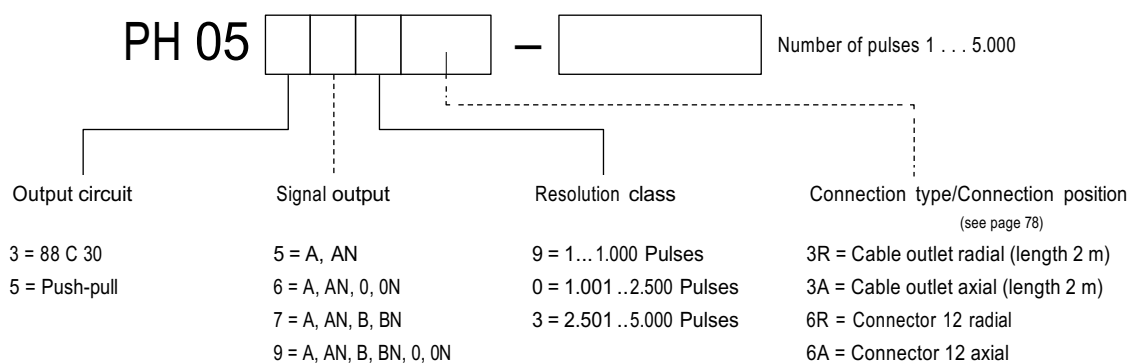 PH 05 – Number of pulses 1 . . . 5.000
Output circuit Signal output Resolution class Connection type/Connection position
(see page 78)
3 = 88 C 30 5 = A, AN 9 = 1... 1.000 Pulses 3R = Cable outlet radial (length 2 m)
5 = Push-pull 6 = A, AN, 0, 0N 0 = 1.001 ..2.500 Pulses 3A = Cable outlet axial (length 2 m)
7 = A, AN, B, BN 3 = 2.501 ..5.000 Pulses 6R = Connector 12 radial
9 = A, AN, B, BN, 0, 0N 6A = Connector 12 axial